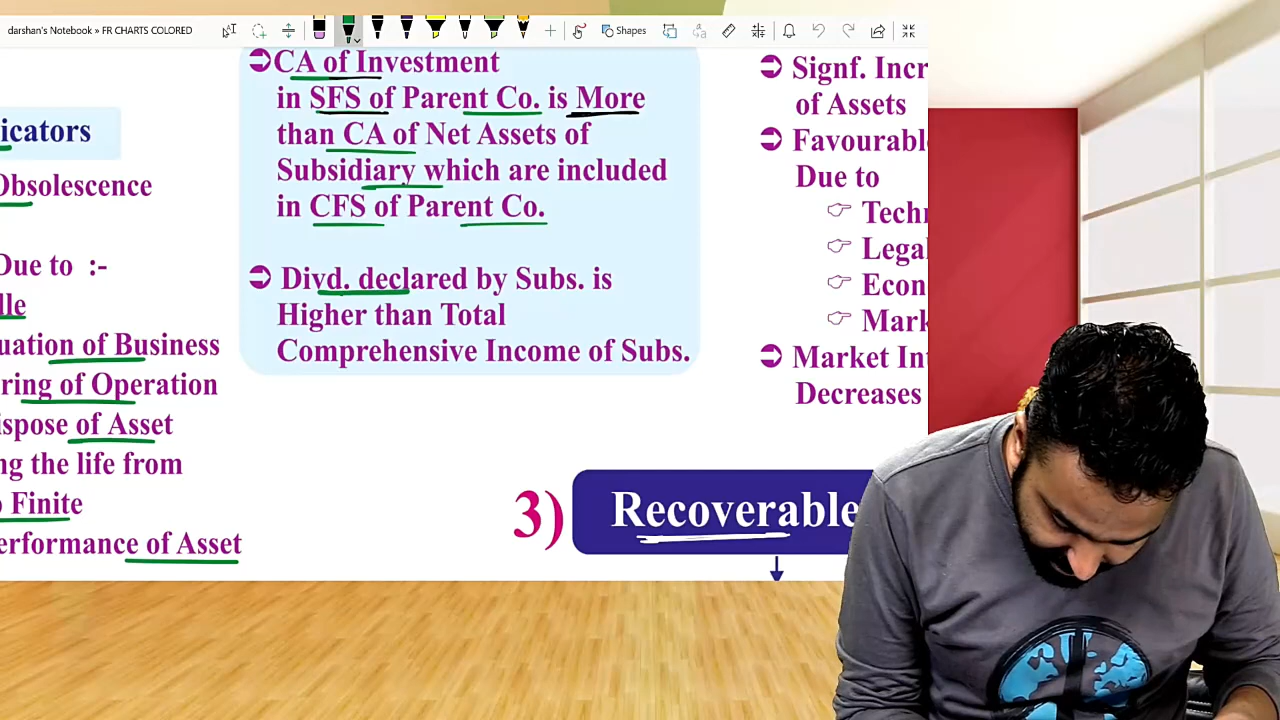 darshan's Notebook » FR CHARTS COLORED
Shapes
icators
Obsolescence
Due to :-
dle
uation of Business
ring of Operation
ispose of Asset
ng the life from
o Finite
erformance of Asset
⮊CA of Investment
in SFS of Parent Co. is More
than CA of Net Assets of
Subsidiary which are included
in CFS of Parent Co.
⮊ Divd. declared by Subs. is
Higher than Total
Comprehensive Income of Subs.
⮊ Signf. Incr
of Assets
⮊ Favourabl
Due to
☞ Techn
☞ Legal
☞ Econ
☞ Mark
⮊ Market Int
Decreases
3) Recoverable